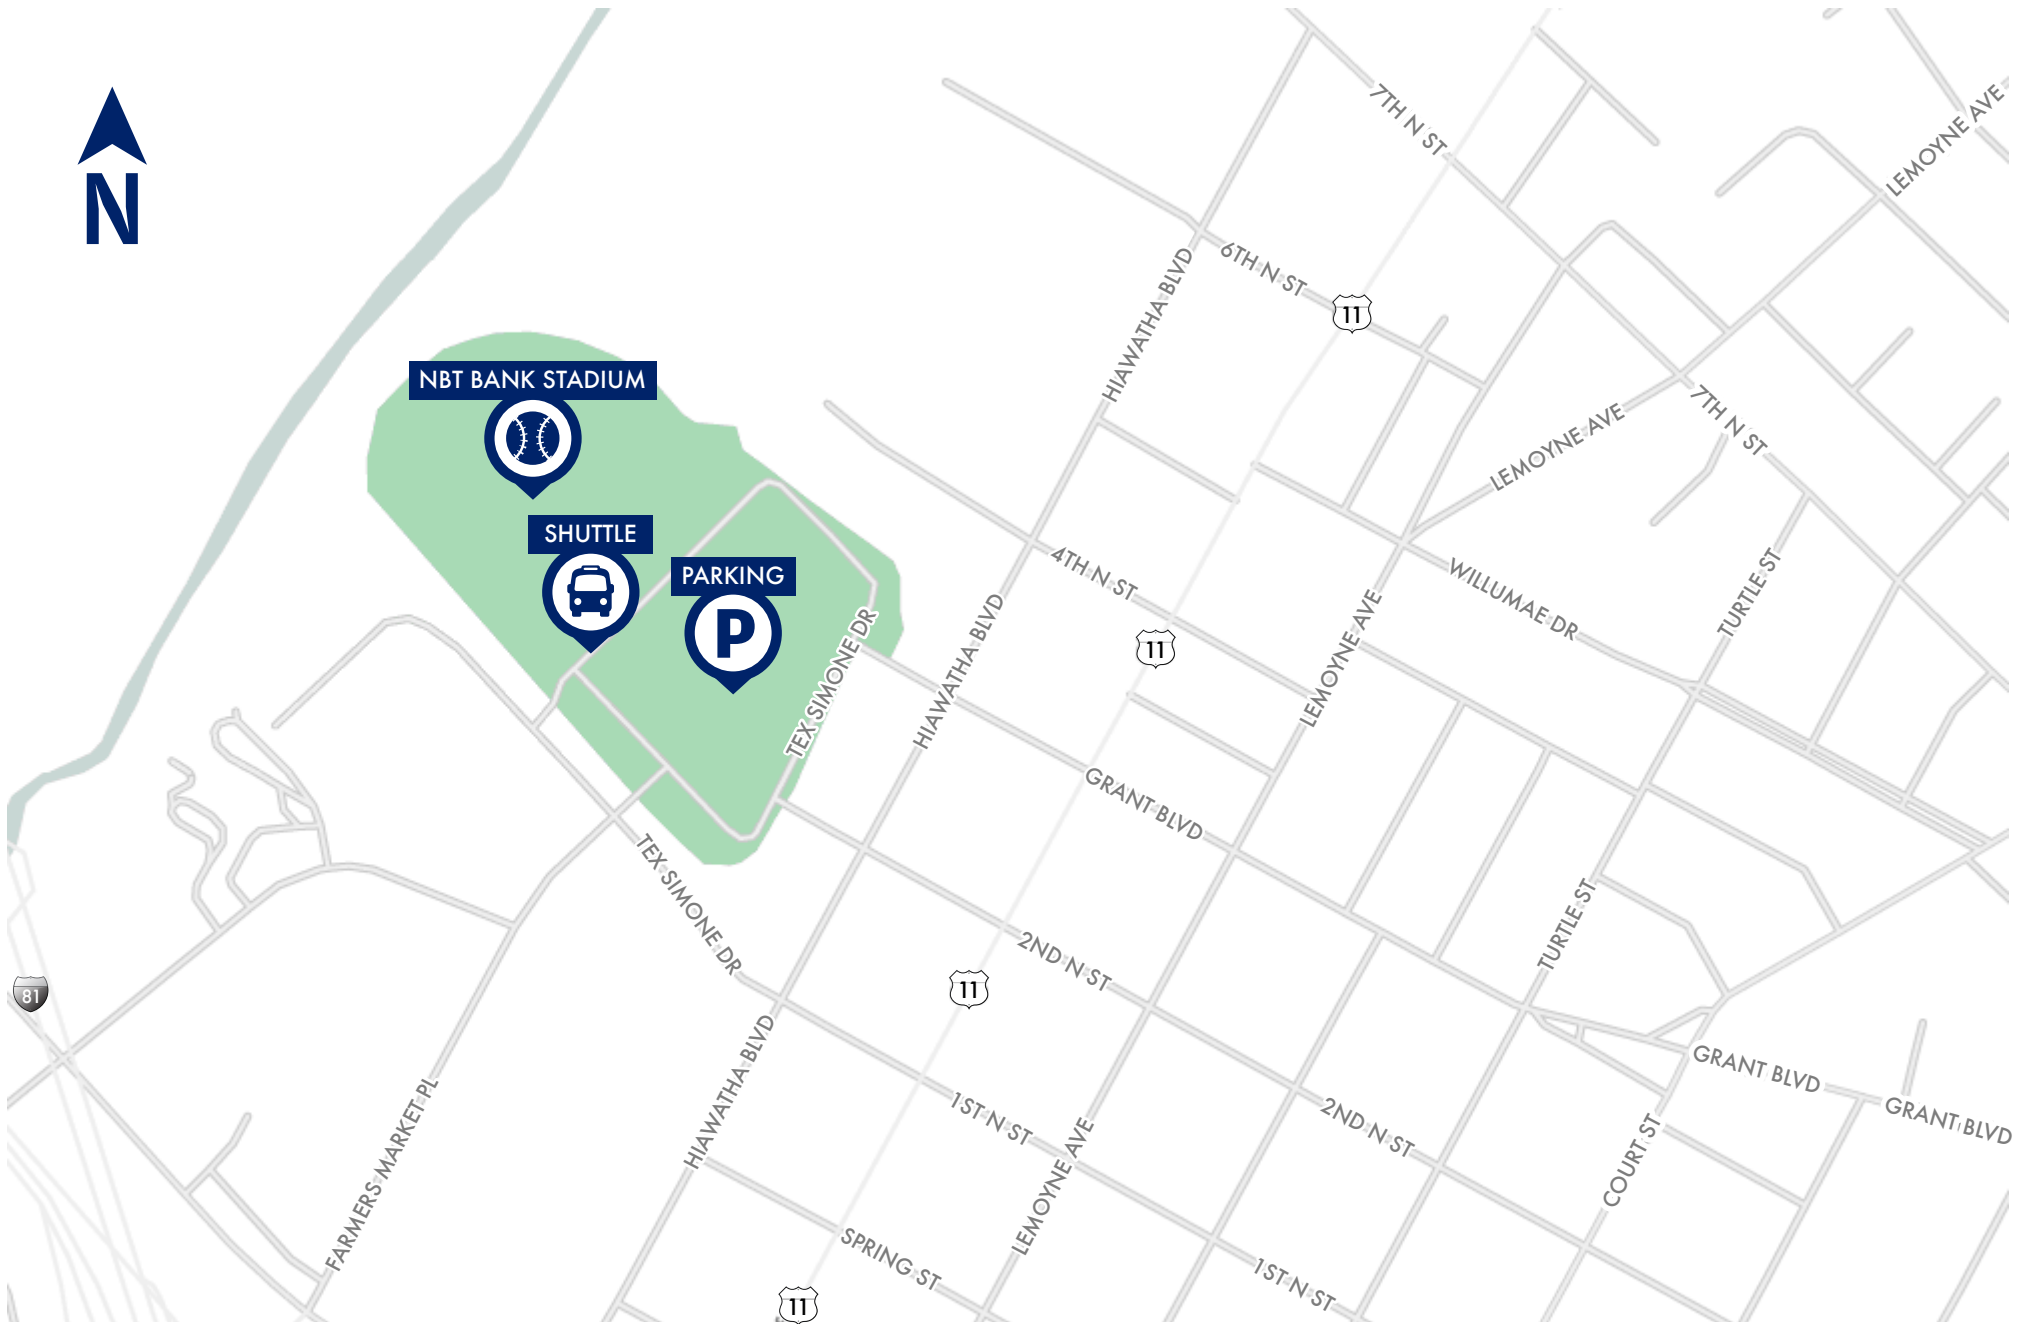 7TH N ST
LEMOYNE AVE
N
6TH N ST
HIAWATHA BLVD
11
NBT BANK STADIUM
7TH N ST
LEMOYNE AVE
SHUTTLE
PARKING
P
4TH N ST
WILLUMAE DR
TURTLE ST
HIAWATHA BLVD
11
LEMOYNE AVE
TEX SIMONE DR
GRANT BLVD
TEX SIMONE DR
TURTLE ST
2ND N ST
81
11
HIAWATHA BLVD
GRANT BLVD
GRANT BLVD
1ST N ST
2ND N ST
FARMERS MARKET PL
LEMOYNE AVE
COURT ST
SPRING ST
1ST N ST
11